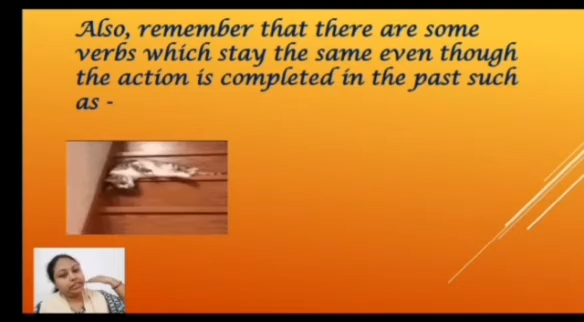 Also, remember that there are some
verbs which stay the same even though
the action is completed in the past such
as -